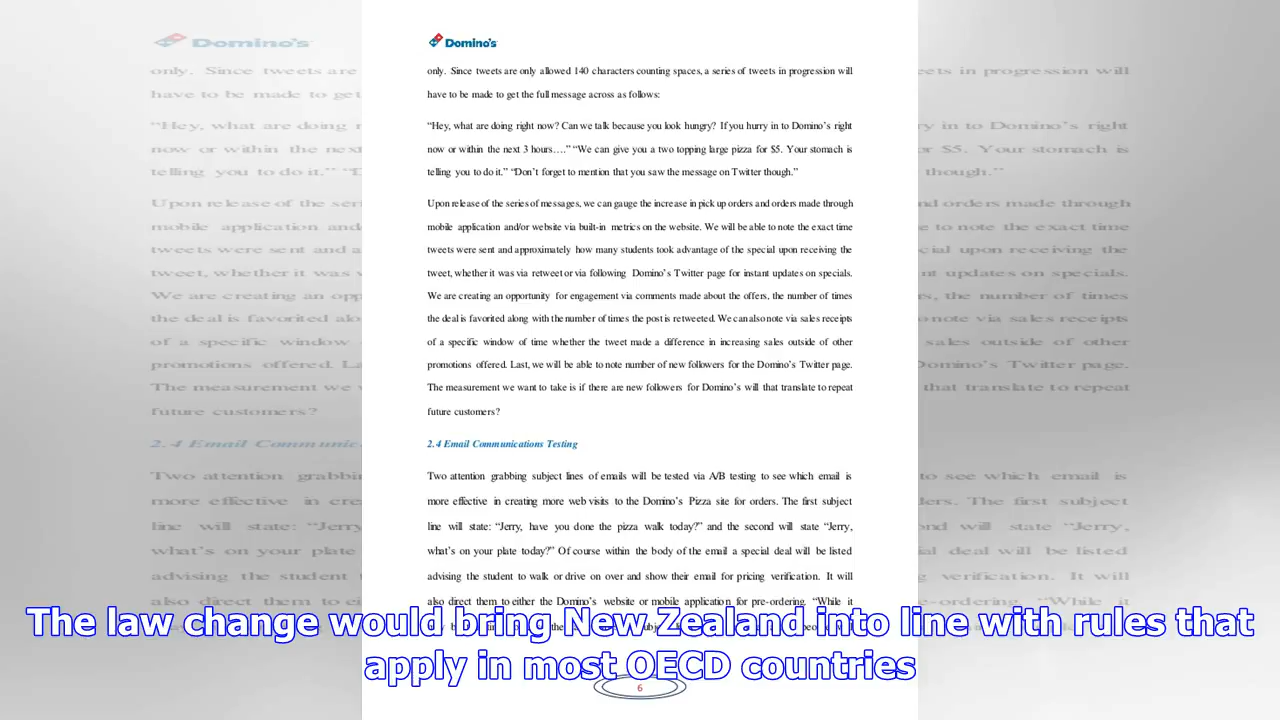 Domino's
only. Since tweets are only allowed 140 characters counting spaces, a series of tweets in progression will
have to be made to get the full message across as follows:
“Hey, what are doing right now? Can we talk because you look hungry? If you hurry in to Domino’s right
now or within the next 3 hours….” “We can give you a two topping large pizza for $5. Your stomach is
telling you to do it.” “Don’t forget to mention that you saw the message on Twitter though.”
Upon release of the series of messages, we can gauge the increase in pick up orders and orders made through
mobile application and/or website via built-in metrics on the website. We will be able to note the exact time
tweets were sent and approximately how many students took advantage of the special upon receiving the
tweet, whether it was via retweet or via following Domino’s Twitter page for instant updates on specials.
We are creating an opportunity for engagement via comments made about the offers, the number of times
the deal is favorited along with the number of times the post is retweeted. We can also note via sales receipts
of a specific window of time whether the tweet made a difference in increasing sales outside of other
promotions offered. Last, we will be able to note number of new followers for the Domino’s Twitter page.
The measurement we want to take is if there are new followers for Domino’s will that translate to repeat
future customers?
2.4 Email Communications Testing
Two attention grabbing subject lines of emails will be tested via A/B testing to see which email is
more effective in creating more web visits to the Domino’s Pizza site for orders. The first subject
line will state: “Jerry, have you done the pizza walk today?” and the second will state “Jerry,
what’s on your plate today?” Of course within the body of the email a special deal will be listed
advising the student to walk or drive on over and show their email for pricing verification. It will
also direct them to either the Domino’s website or mobile application for pre-ordering. “While it
The law change would bring New Zealand into line with rules that
apply in most OECD countries
6